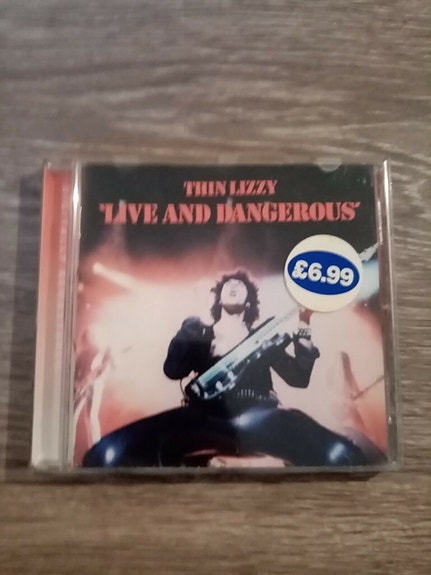 THIN LIZZY
'LIVE AND DANGEROUS'
£6.99